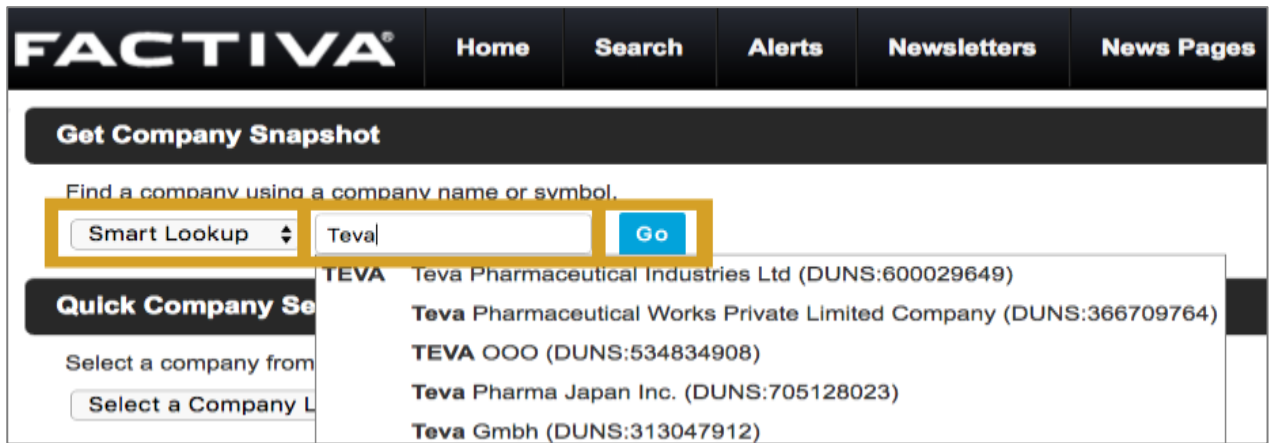 FACTIVA® Home Search Alerts Newsletters News Pages
Get Company Snapshot
Find a company using a company name or symbol.
Smart Lookup Teva Go
TEVA Teva Pharmaceutical Industries Ltd (DUNS:600029649)
Quick Company Se
Teva Pharmaceutical Works Private Limited Company (DUNS:366709764)
TEVA OOO (DUNS:534834908)
Select a company from
Teva Pharma Japan Inc. (DUNS:705128023)
Select a Company L
Teva Gmbh (DUNS:313047912)